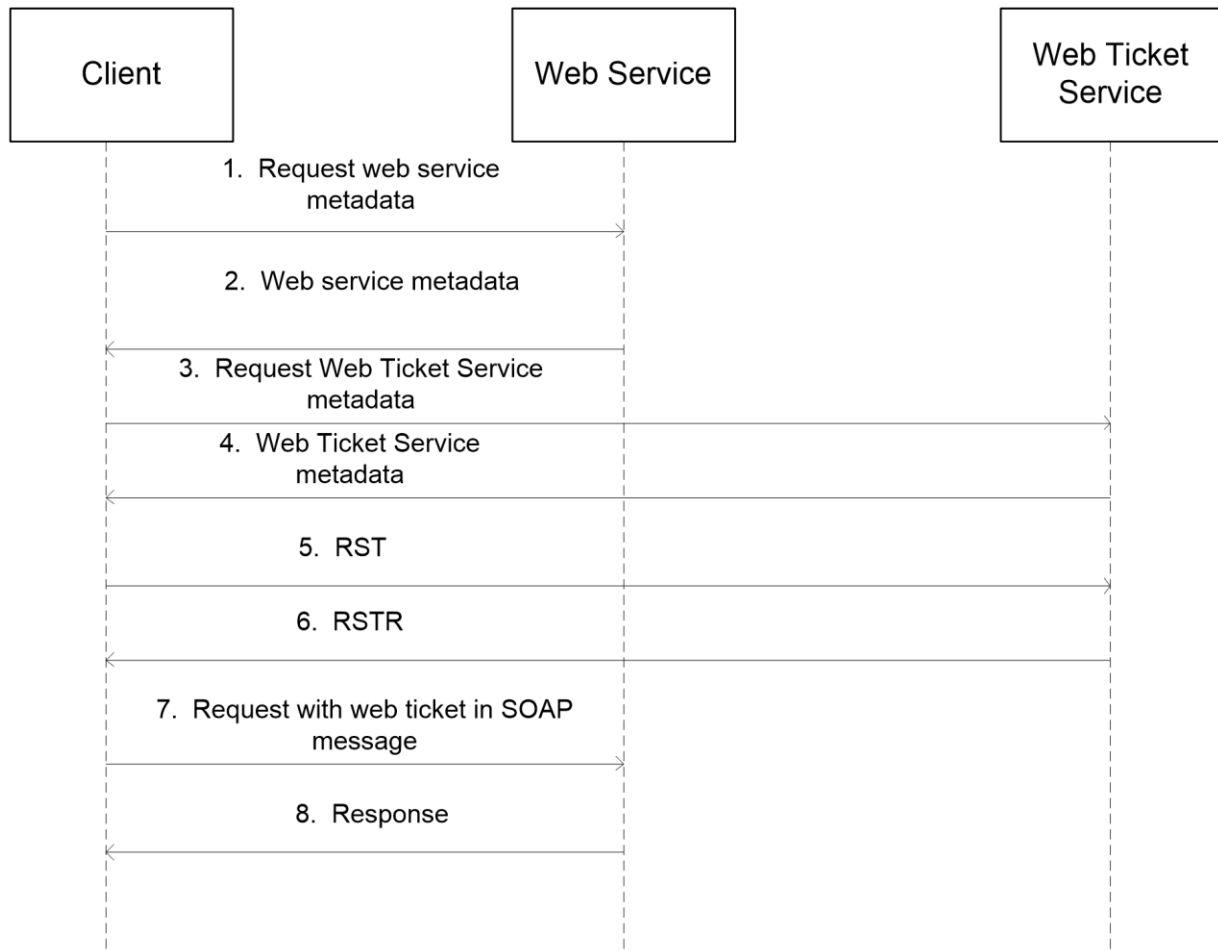 Client
Web Service
Web Ticket
Service
1. Request web service
metadata
2. Web service metadata
3. Request Web Ticket Service
metadata
4. Web Ticket Service
metadata
5. RST
6. RSTR
7. Request with web ticket in SOAP
message
8. Response